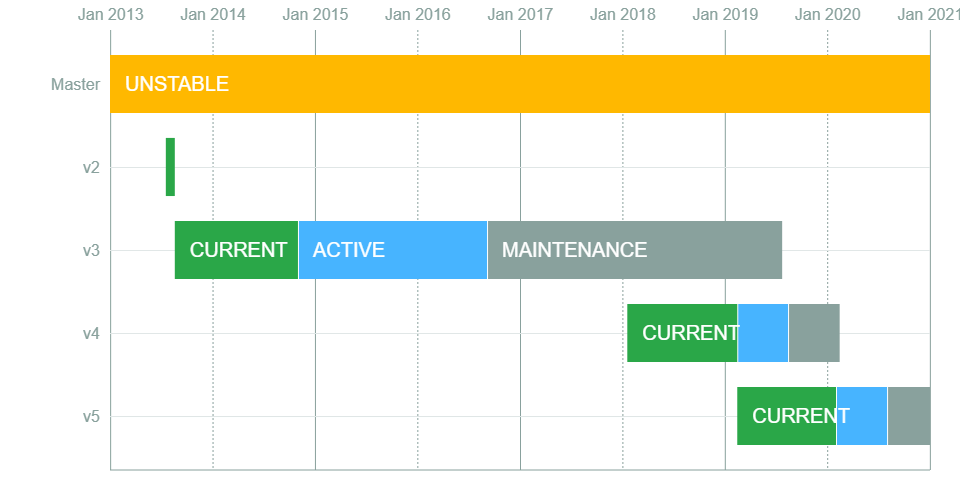 Jan 2013 Jan 2014 Jan 2015 Jan 2016 Jan 2017 Jan 2018 Jan 2019 Jan 2020 Jan 2021
Master UNSTABLE
v2
v3 CURRENT ACTIVE MAINTENANCE
v4 CURRENT
v5 CURRENT